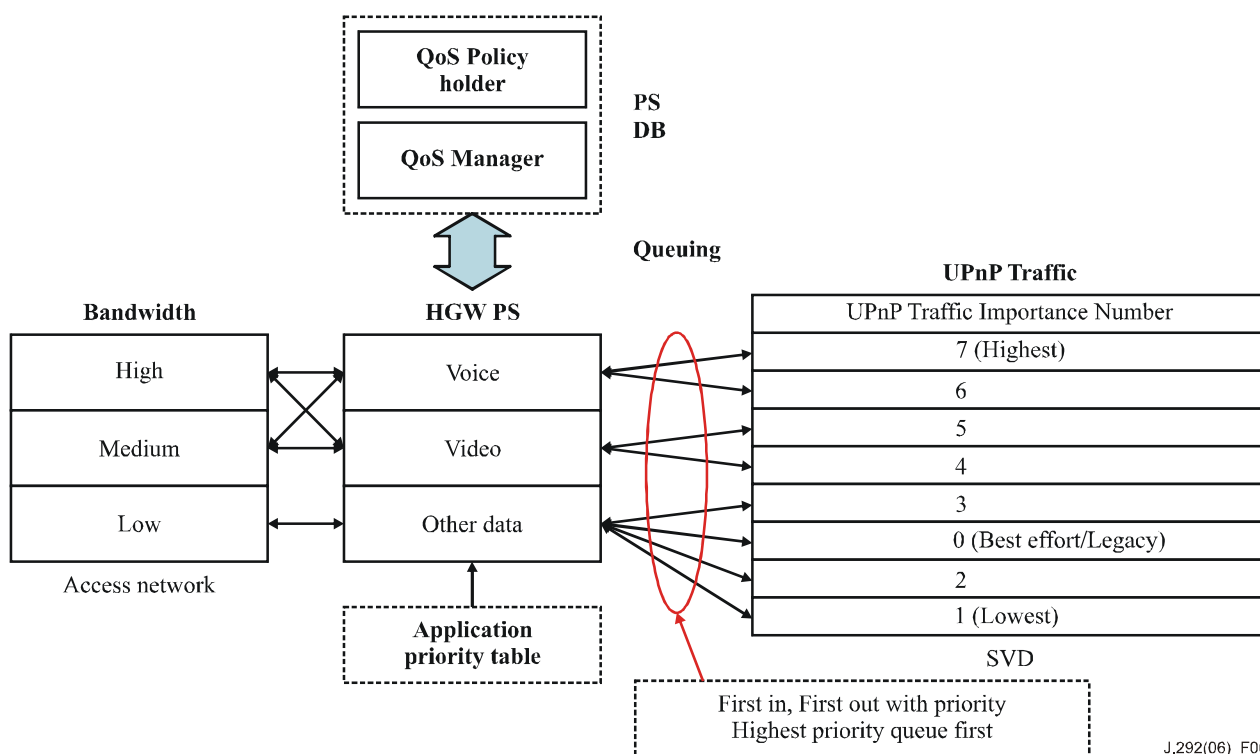 QoS Policy
holder
QoS Manager
PS
DB
Queuing
Bandwidth
High
Medium
Low
Access network
HGW PS
Voice
Video
Other data
Application
priority table
UPnP Traffic
UPnP Traffic Importance Number
7 (Highest)
6
5
4
3
0 (Best effort/Legacy)
2
1 (Lowest)
SVD
First in, First out with priority
Highest priority queue first
J.292(06)